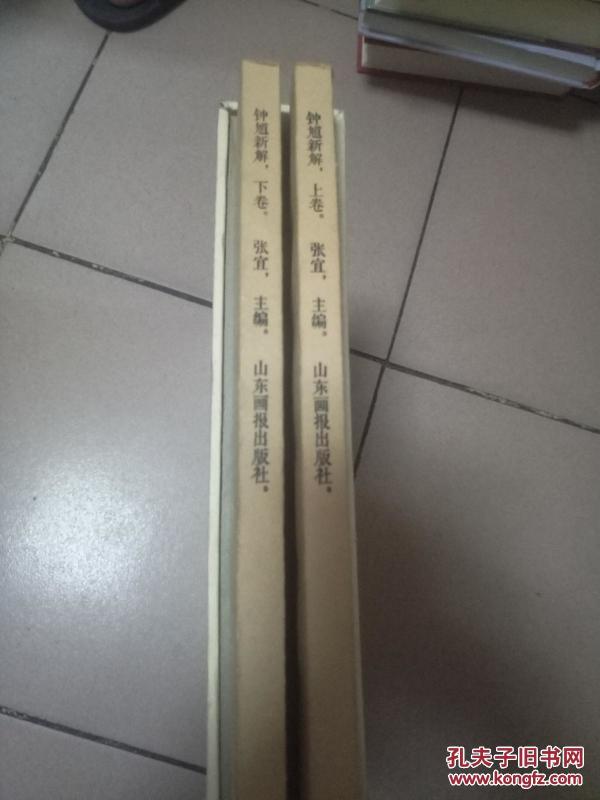 钟馗新解，下卷。 张宜，主编。 山东画报出版社。
钟馗新解，上卷。 张宜，主编。 山东画报出版社。
孔夫子旧书网
www.kongfz.com